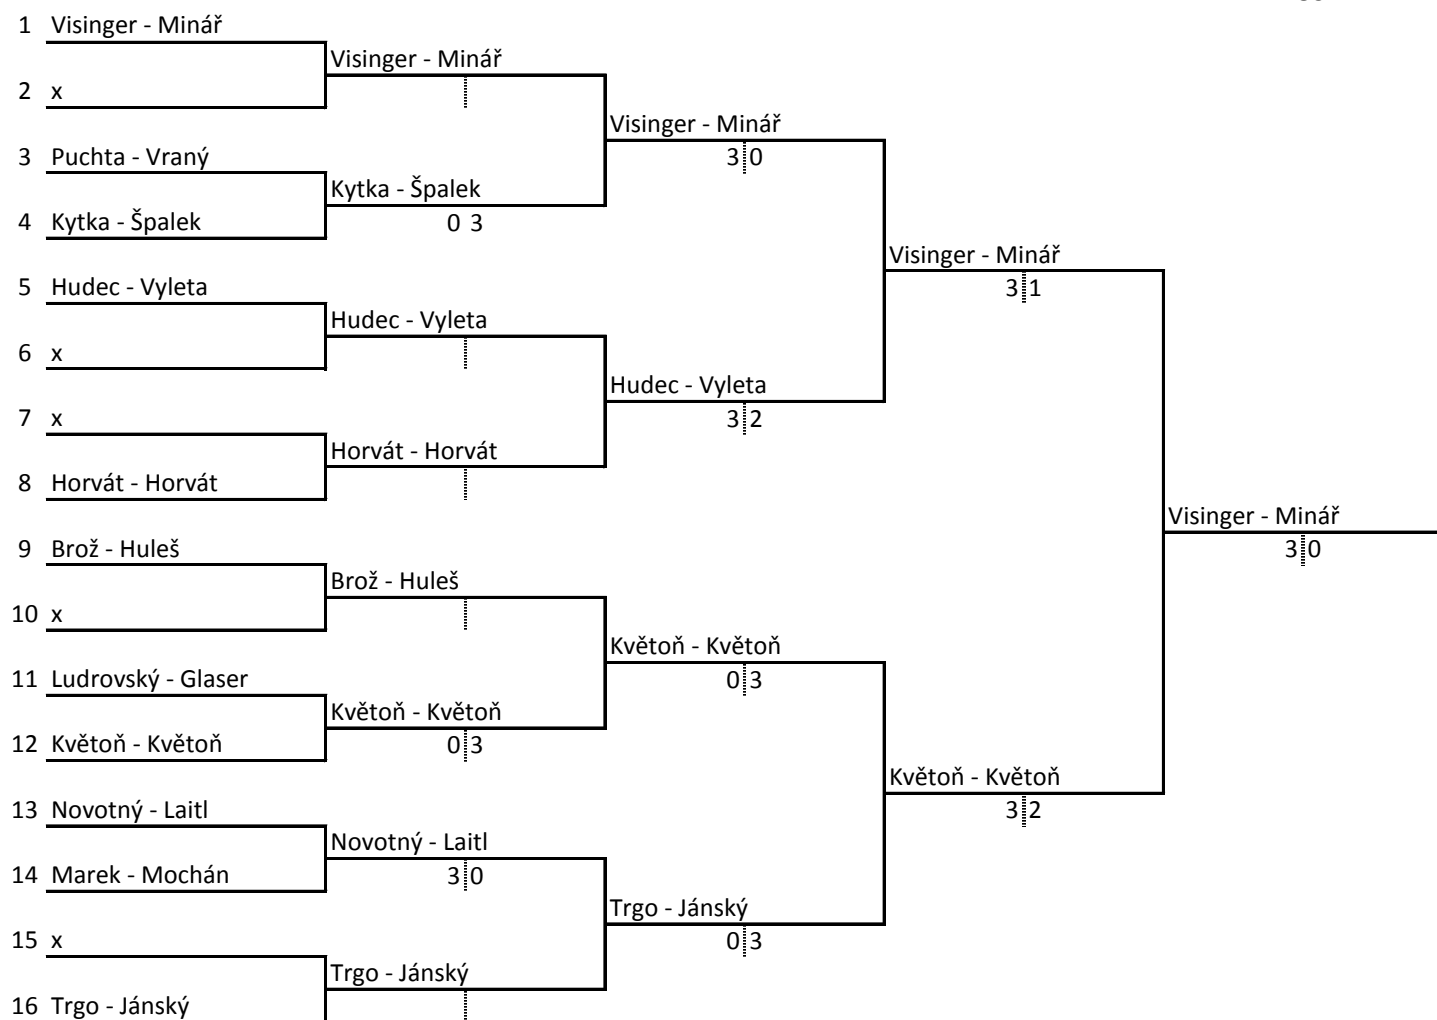 1 Visinger - Minář
Visinger - Minář
2 x
Visinger - Minář
3 Puchta - Vraný
3 0
Kytka - Špalek
4 Kytka - Špalek
0 3
Visinger - Minář
5 Hudec - Vyleta
3 1
Hudec - Vyleta
6 x
Hudec - Vyleta
7 x
3 2
Horvát - Horvát
8 Horvát - Horvát
Visinger - Minář
9 Brož - Huleš
3 0
Brož - Huleš
10 x
Květoň - Květoň
11 Ludrovský - Glaser
0 3
Květoň - Květoň
12 Květoň - Květoň
0 3
Květoň - Květoň
13 Novotný - Laitl
3 2
Novotný - Laitl
14 Marek - Mochán
3 0
Trgo - Jánský
15 x
0 3
Trgo - Jánský
16 Trgo - Jánský